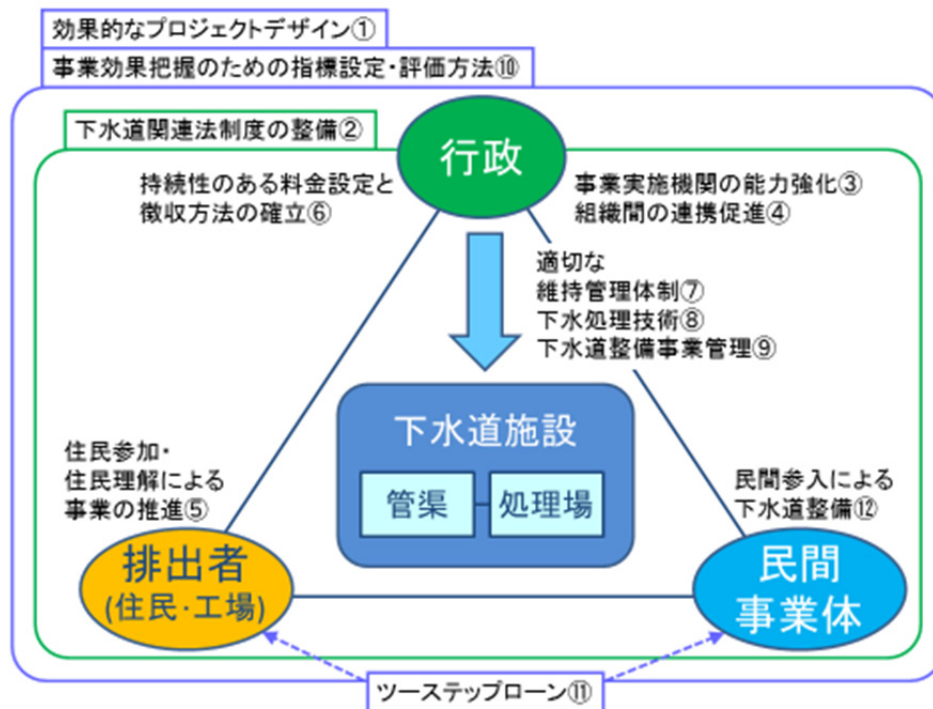 効果的なプロジェクトデザイン①
事業効果把握のための指標設定・評価方法⑩
下水道関連法制度の整備②
行政
持続性のある料金設定と
徴収方法の確立⑥
事業実施機関の能力強化③
組織間の連携促進④
適切な
維持管理体制⑦
下水処理技術⑧
下水道整備事業管理⑨
下水道施設
管渠
処理場
住民参加・
住民理解による
事業の推進⑤
民間参入による
下水道整備⑫
排出者
(住民・工場)
民間
事業体
ツーステップローン⑪